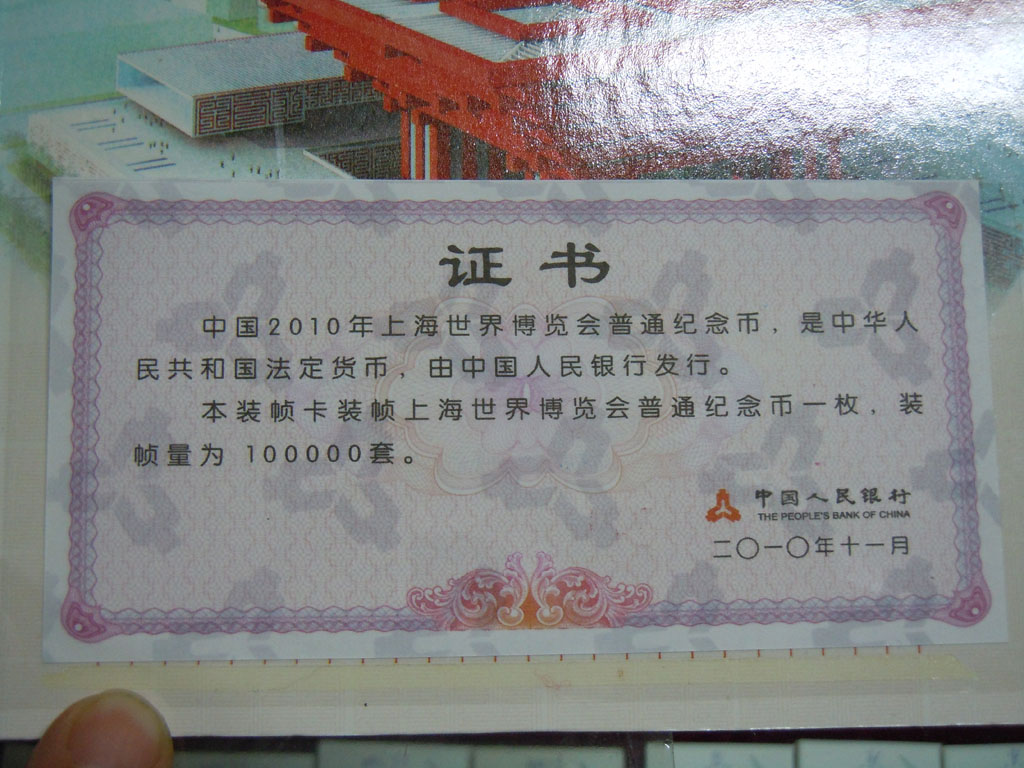 证书
中国2010年上海世界博览会普通纪念币，是中华人
民共和国法定货币，由中国人民银行发行。
本装帧卡装帧上海世界博览会普通纪念币一枚，装
帧量为 100000套。
中国人民银行
THE PEOPLE'S BANK OF CHINA
二〇一〇年十一月